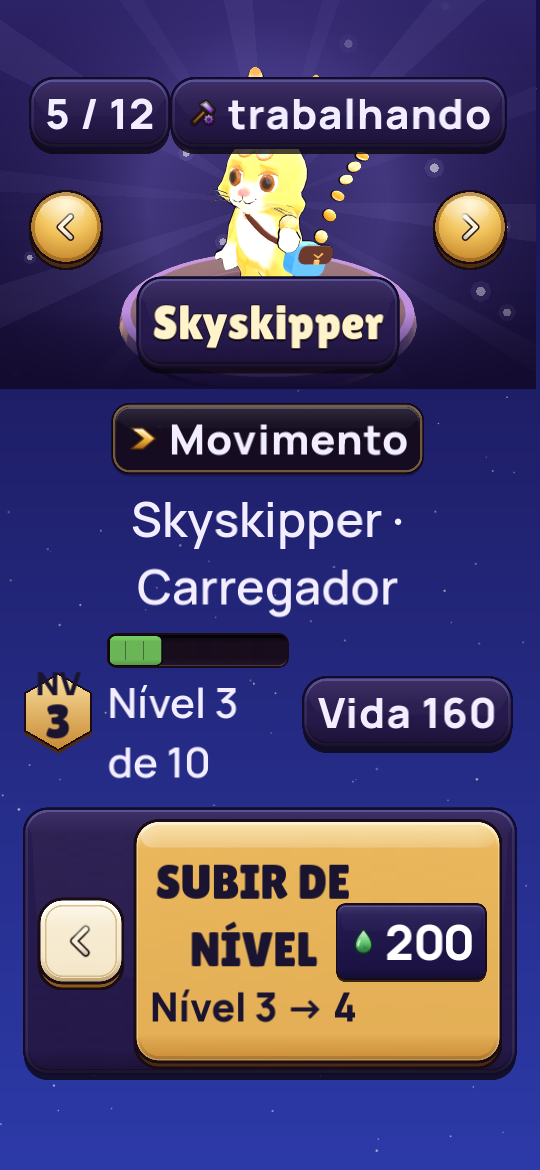 5 / 12
trabalhando
Skyskipper
Movimento
Skyskipper ·
Carregador
NV
3
Nível 3
de 10
Vida 160
SUBIR DE
NÍVEL
200
Nível 3 → 4